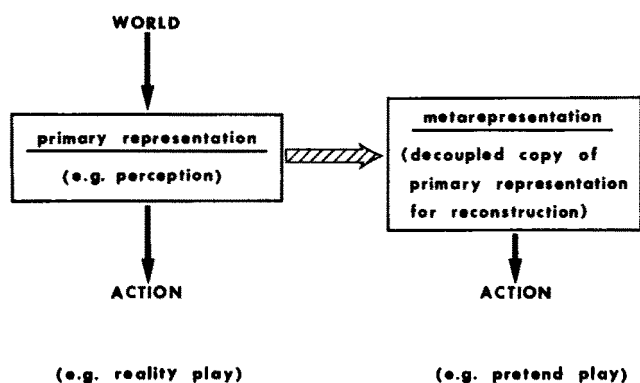 WORLD
primary representation
(e.g. perception)
metarepresentation
(decoupled copy of
primary representation
for reconstruction)
ACTION
ACTION
(e.g. reality play)
(e.g. pretend play)